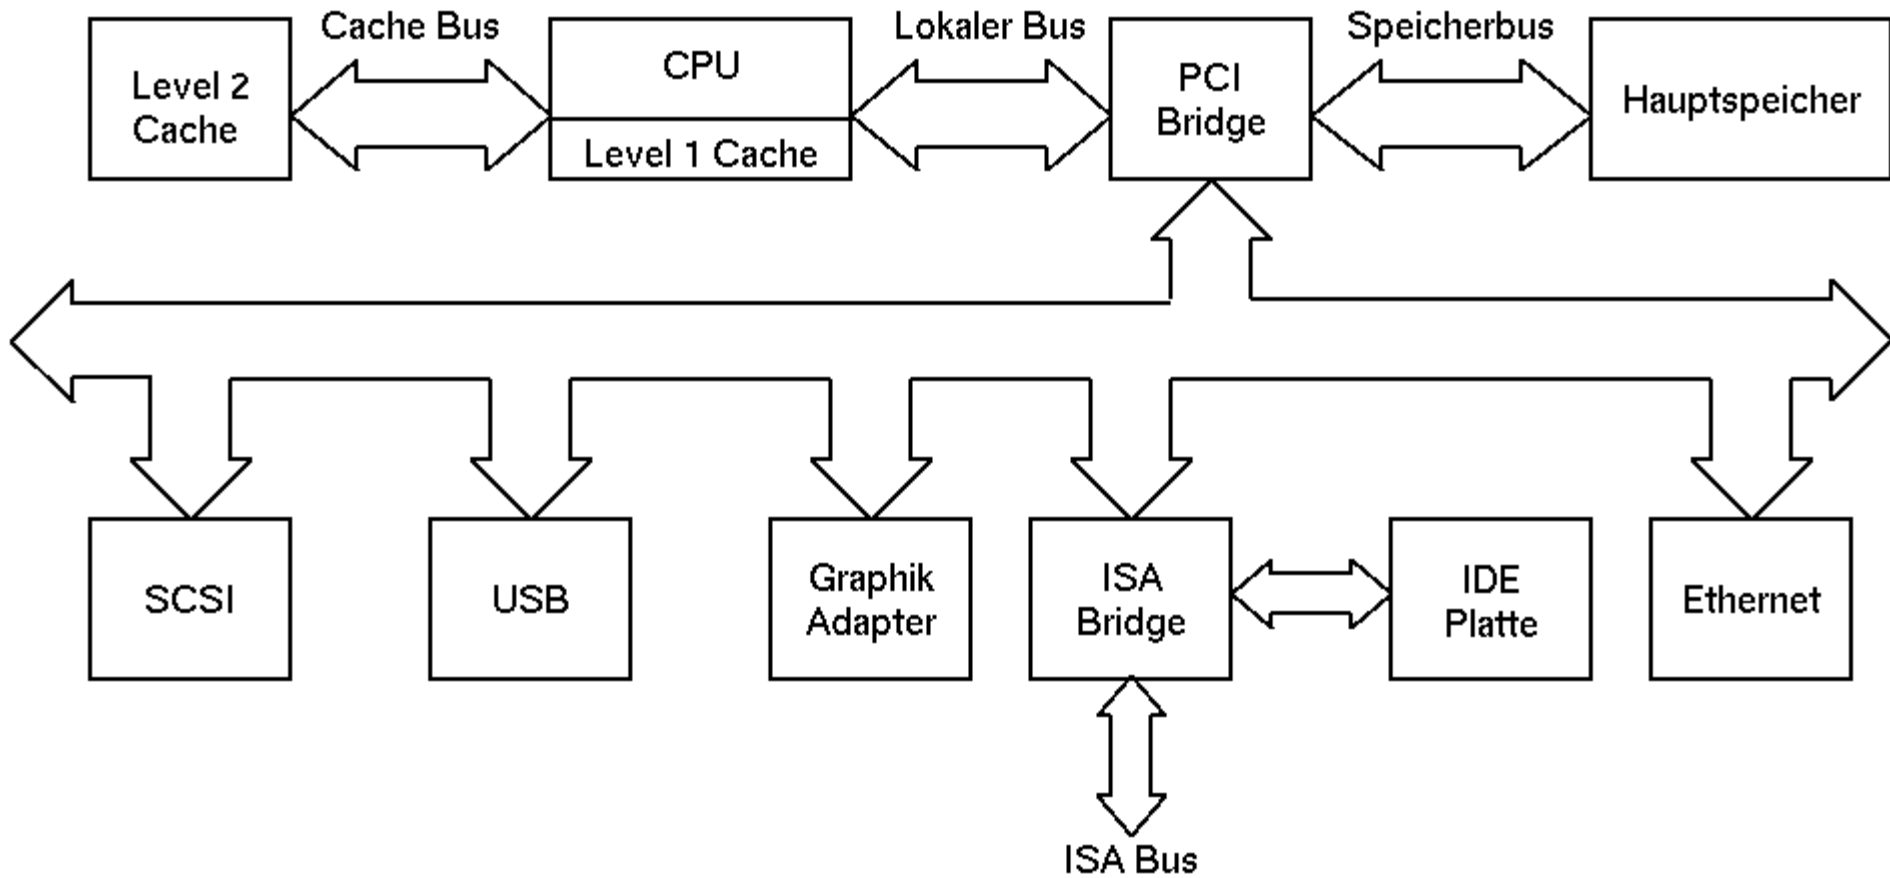 Cache Bus
Lokaler Bus
Speicherbus
Level 2
Cache
CPU
Level 1 Cache
PCI
Bridge
Hauptspeicher
SCSI
USB
Graphik
Adapter
ISA
Bridge
IDE
Platte
Ethernet
ISA Bus